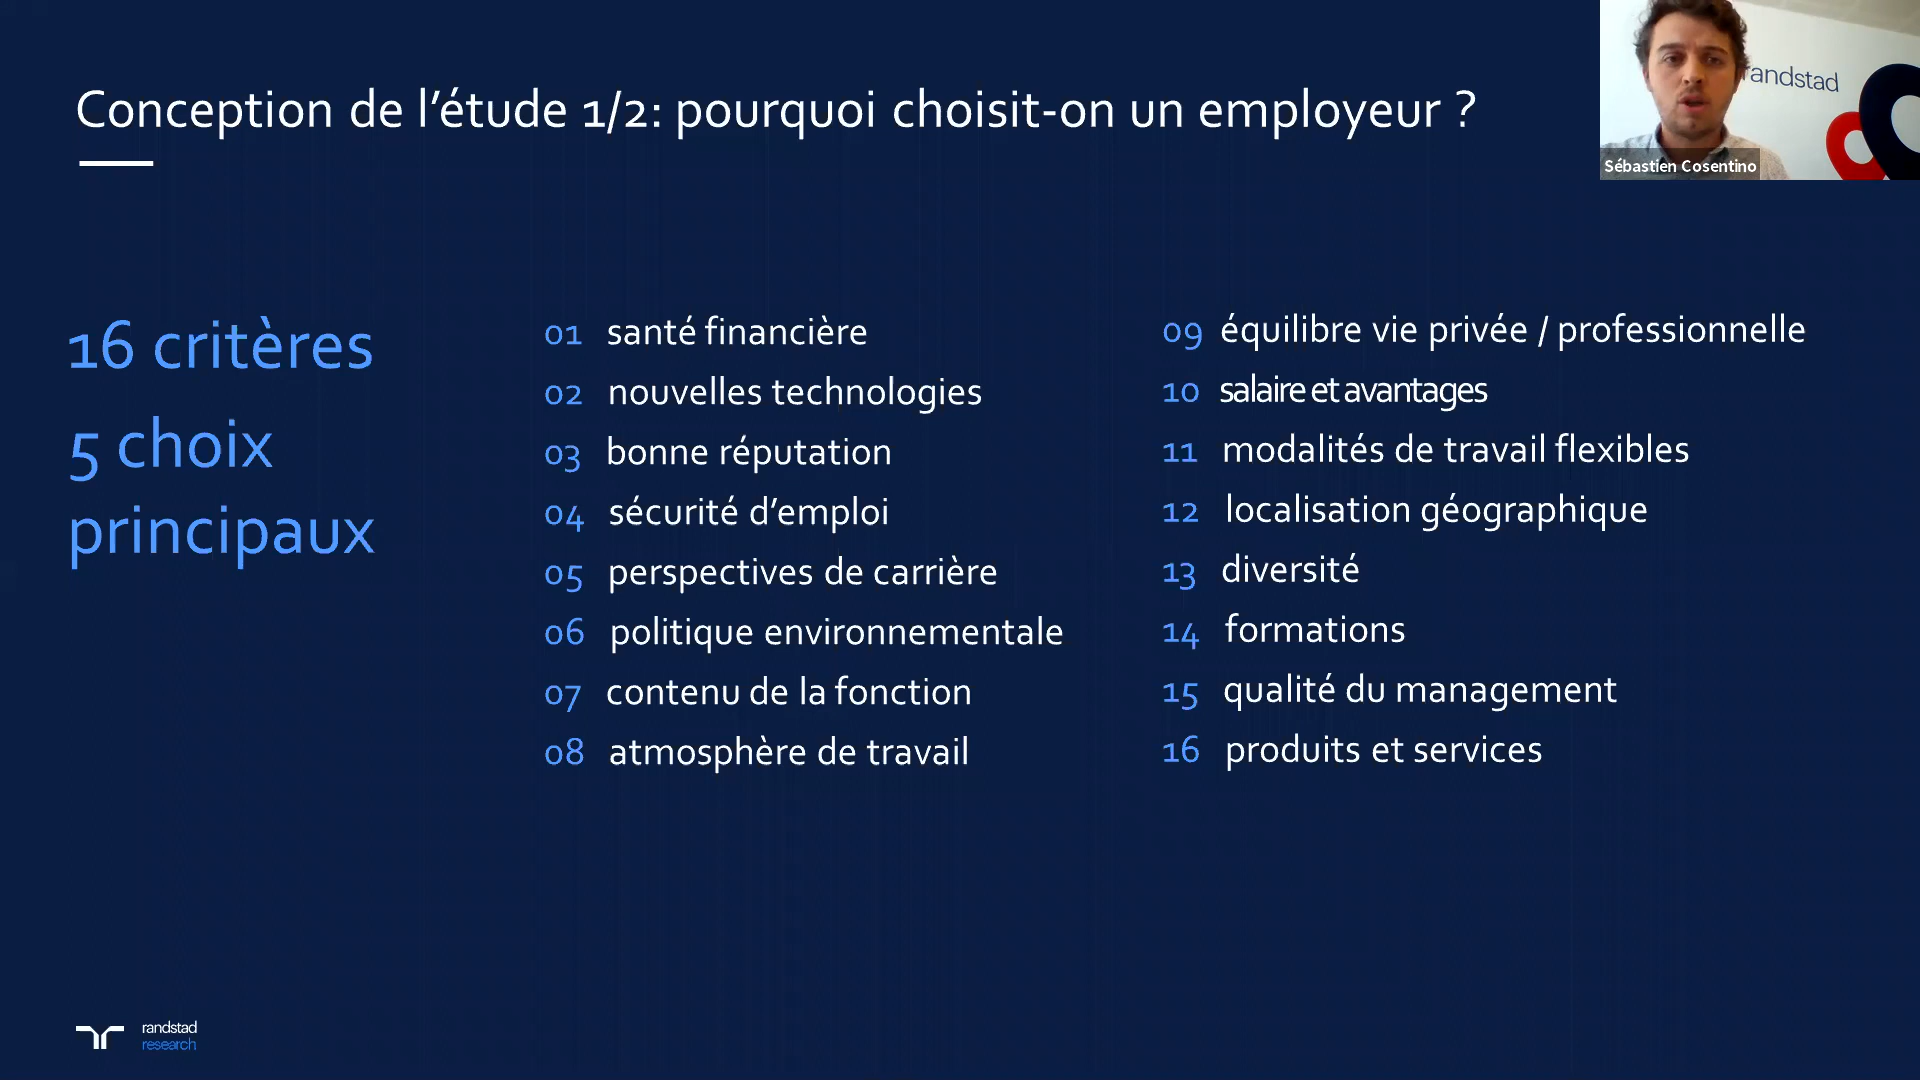 Conception de l’étude 1/2: pourquoi choisit-on un employeur ?
randstad
Sébastien Cosentino
16 critères
5 choix
principaux
01 santé financière
02 nouvelles technologies
03 bonne réputation
04 sécurité d’emploi
05 perspectives de carrière
06 politique environnementale
07 contenu de la fonction
08 atmosphère de travail
09 équilibre vie privée / professionnelle
10 salaire et avantages
11 modalités de travail flexibles
12 localisation géographique
13 diversité
14 formations
15 qualité du management
16 produits et services
randstad
research